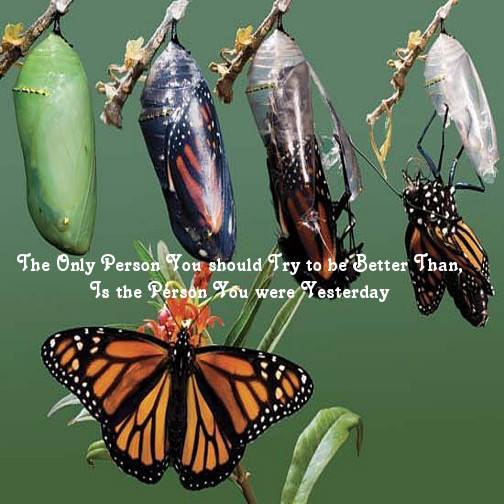 The Only Person You should Try to be Better Than,
Is the Person You were Yesterday